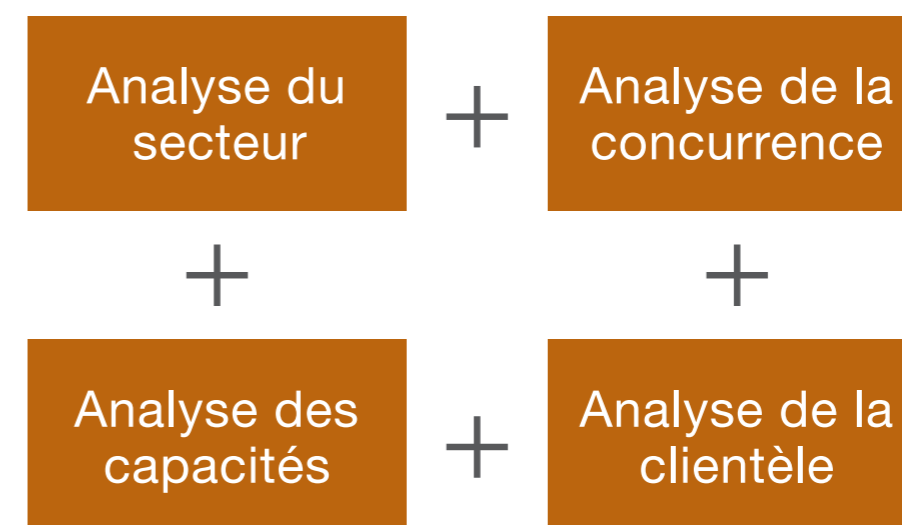 Analyse du
secteur
+
Analyse de la
concurrence
+
+
Analyse des
capacités
+
Analyse de la
clientèle